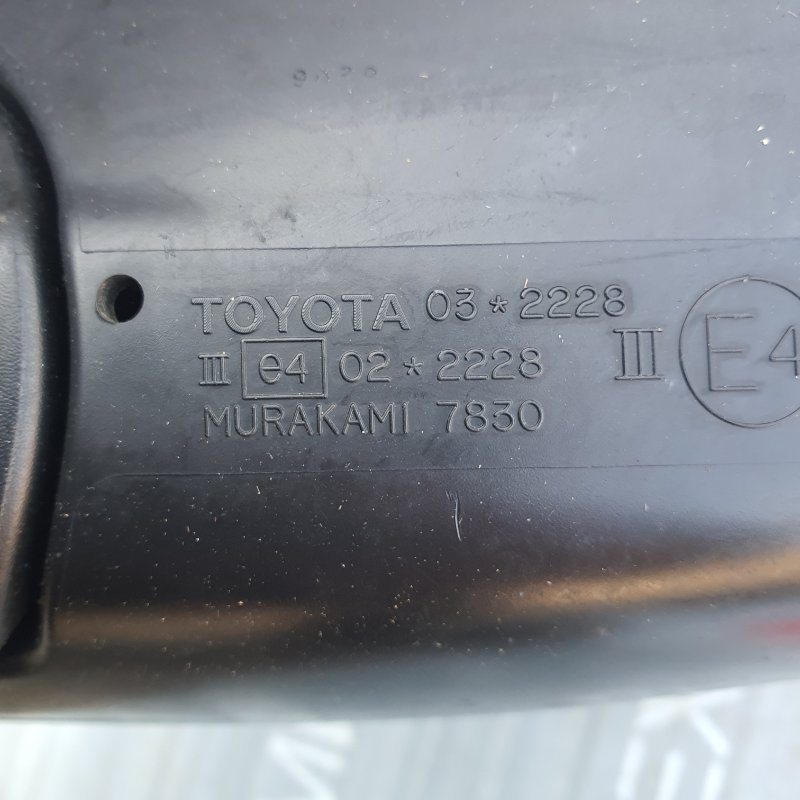 TOYOTA 03*2228
III e4 02*2228
MURAKAMI 7830
III E4